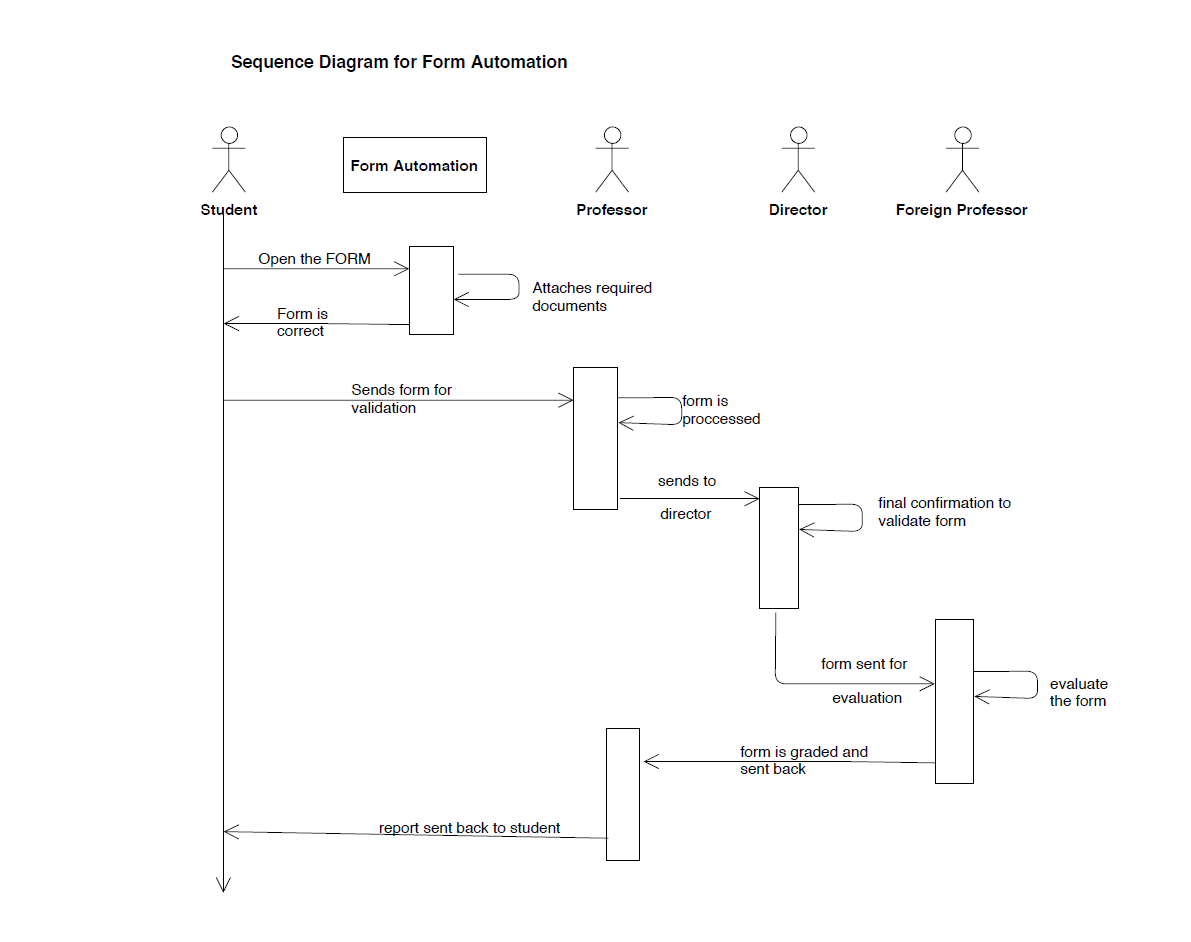 Sequence Diagram for Form Automation
Form Automation
Student
Professor
Director
Foreign Professor
Open the FORM
Attaches required
documents
Form is
correct
Sends form for
validation
form is
proccessed
sends to
director
final confirmation to
validate form
form sent for
evaluation
evaluate
the form
form is graded and
sent back
report sent back to student